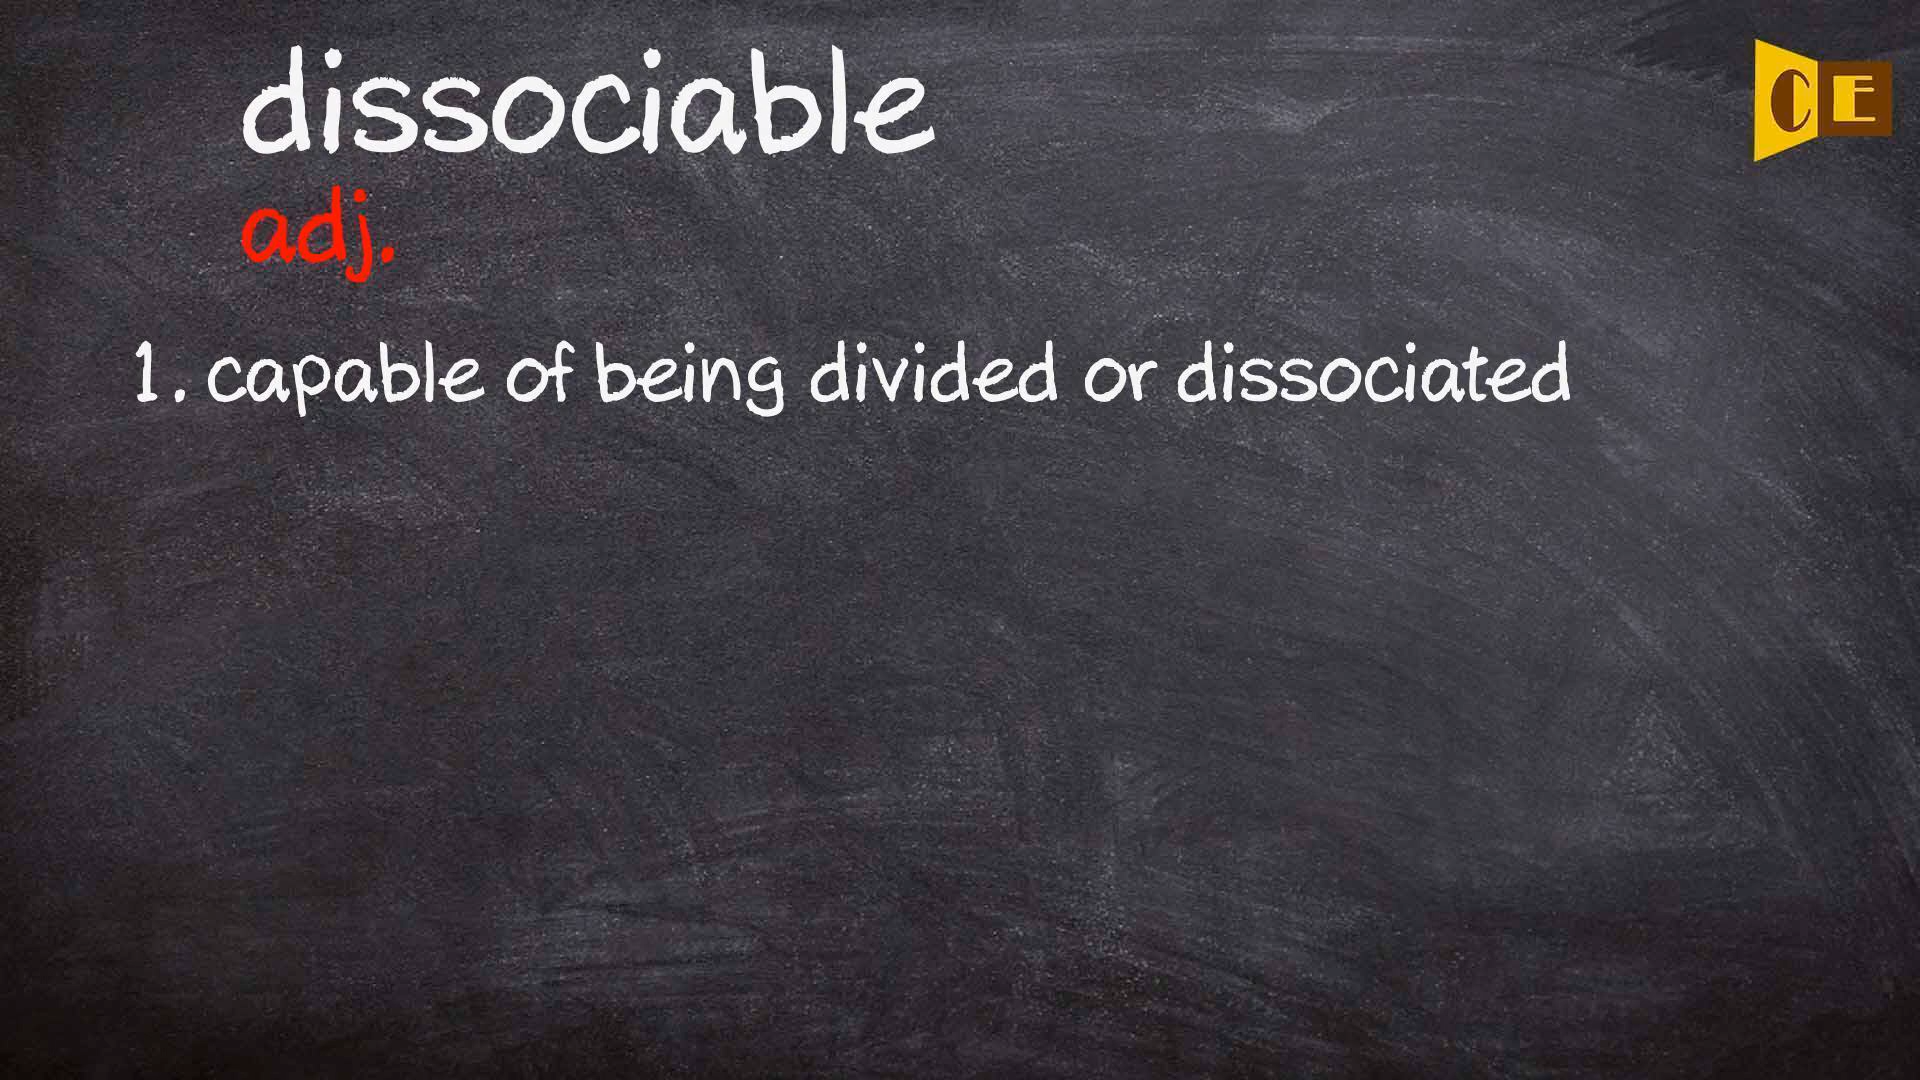 dissociable
CE
adj.
1. capable of being divided or dissociated